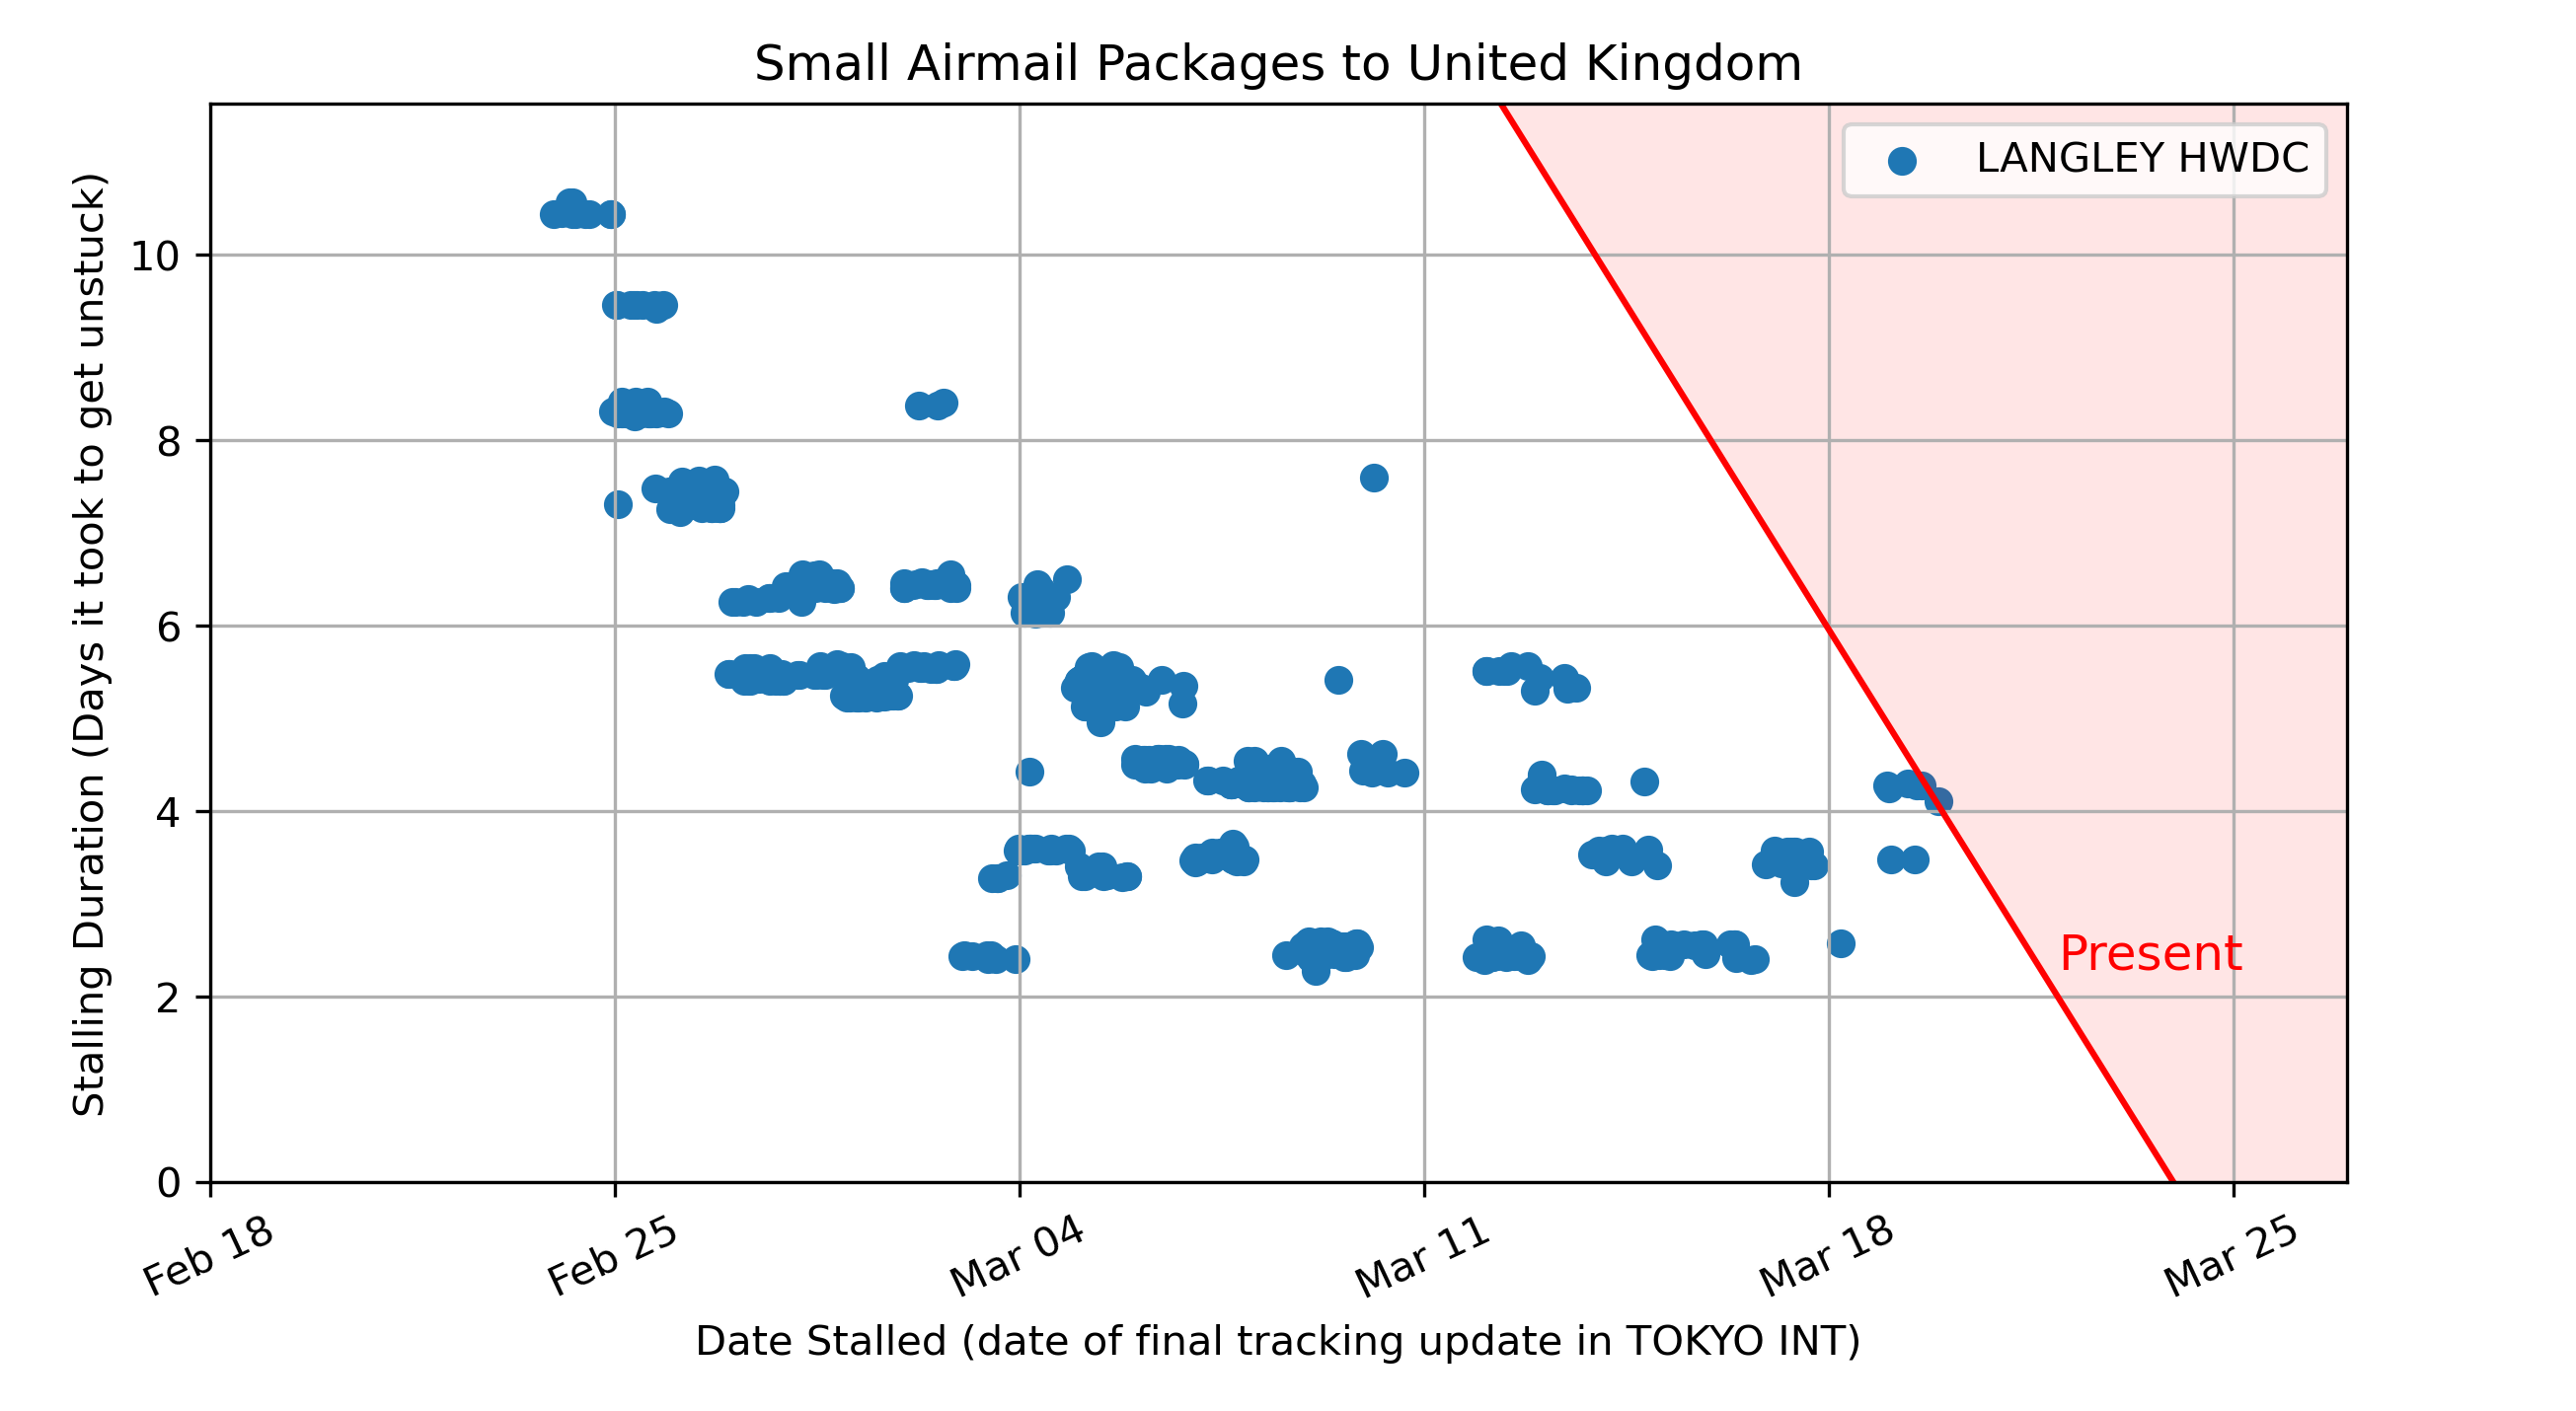 Small Airmail Packages to United Kingdom
LANGLEY HWDC
Stalling Duration (Days it took to get unstuck)
10
8
6
4
2
0
Present
Feb 18
Feb 25
Mar 04
Mar 11
Mar 18
Mar 25
Date Stalled (date of final tracking update in TOKYO INT)